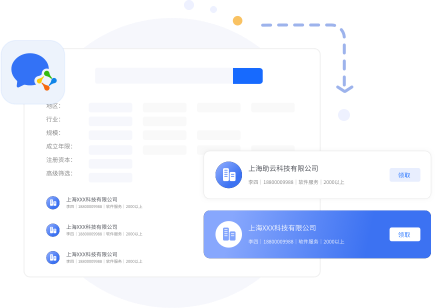 地区：
行业：
规模：
成立年限：
注册资本：
高级筛选：
上海XXX科技有限公司
李四｜18800009988｜软件服务｜2000以上
上海XXX科技有限公司
李四｜18800009988｜软件服务｜2000以上
上海XXX科技有限公司
李四｜18800009988｜软件服务｜2000以上
上海助云科技有限公司
李四｜18800009988｜软件服务｜2000以上
领取
上海XXX科技有限公司
李四｜18800009988｜软件服务｜2000以上
领取